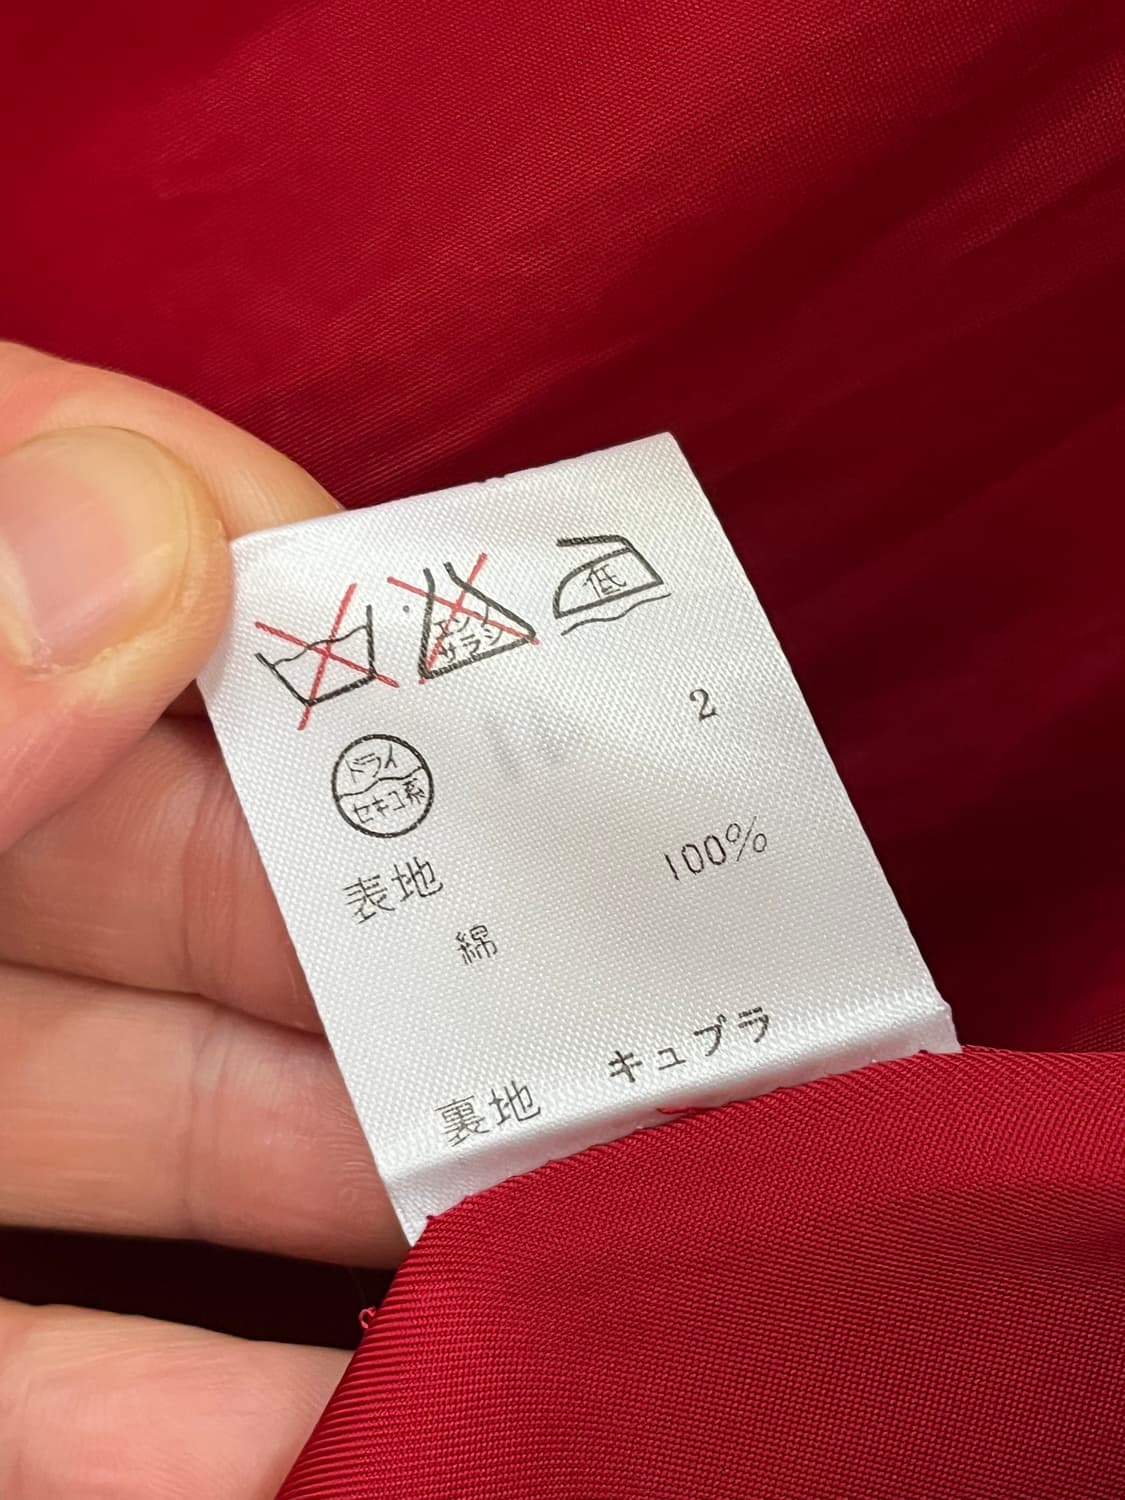 エンソ
サラシ
低
2
ドライ
セキユ系
表地
綿 100%
裏地 キュプラ